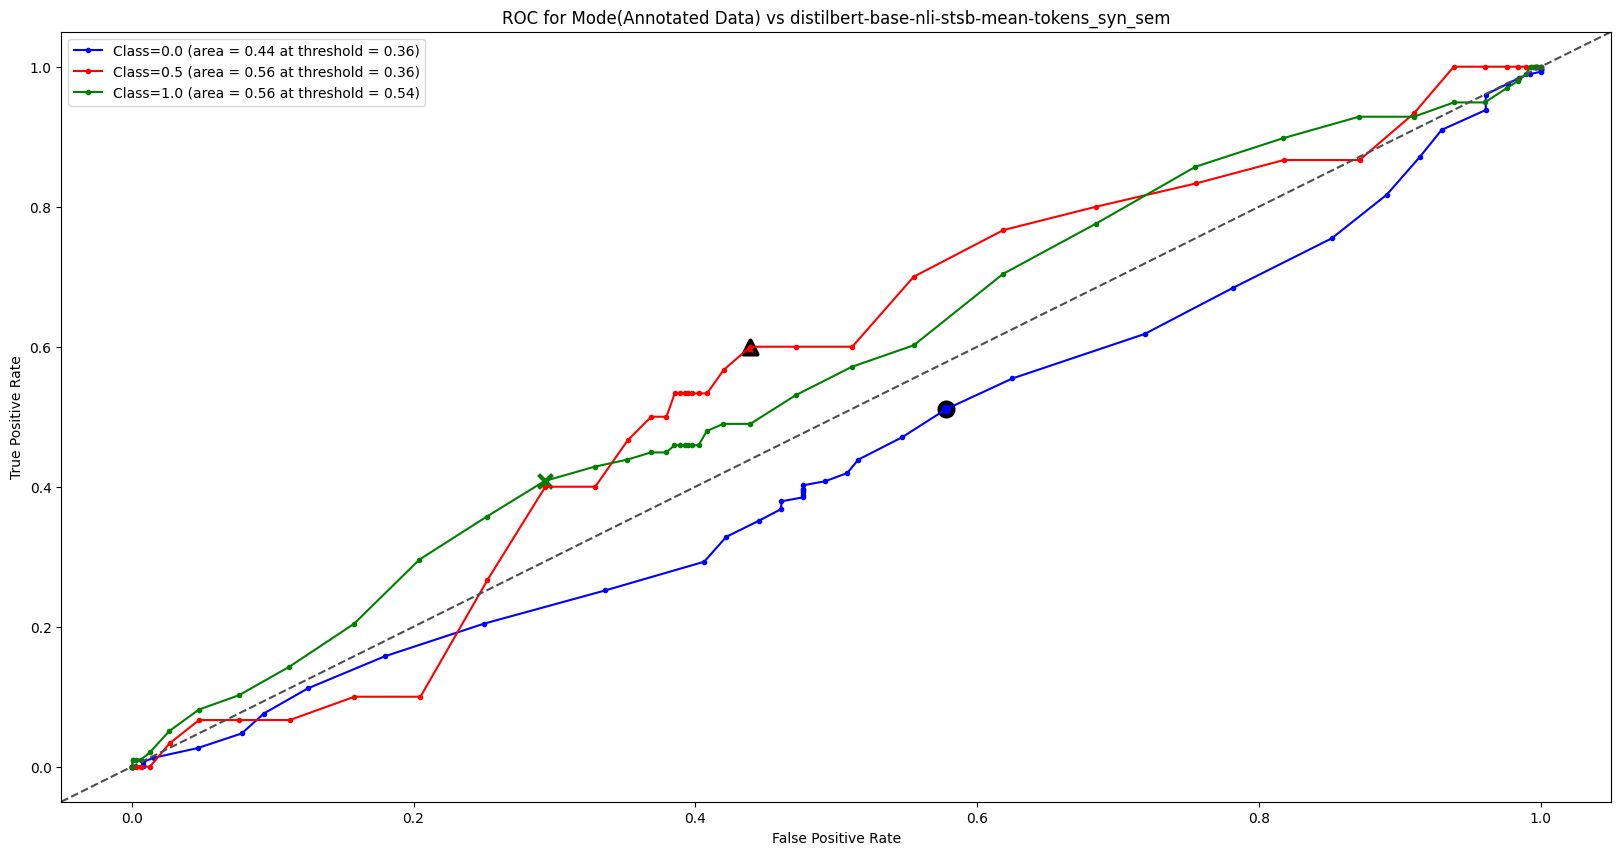 ROC for Mode(Annotated Data) vs distilbert-base-nli-stsb-mean-tokens_syn_sem
Class=0.0 (area = 0.44 at threshold = 0.36)
Class=0.5 (area = 0.56 at threshold = 0.36)
Class=1.0 (area = 0.56 at threshold = 0.54)
1.0
0.8
0.6
0.4
0.2
0.0
True Positive Rate
0.0 0.2 0.4 0.6 0.8 1.0
False Positive Rate